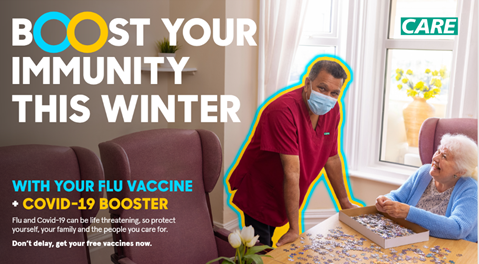 BOOST YOUR
IMMUNITY
THIS WINTER
CARE
WITH YOUR FLU VACCINE
+ COVID-19 BOOSTER
Flu and Covid-19 can be life threatening, so protect
yourself, your family and the people you care for.
Don't delay, get your free vaccines now.